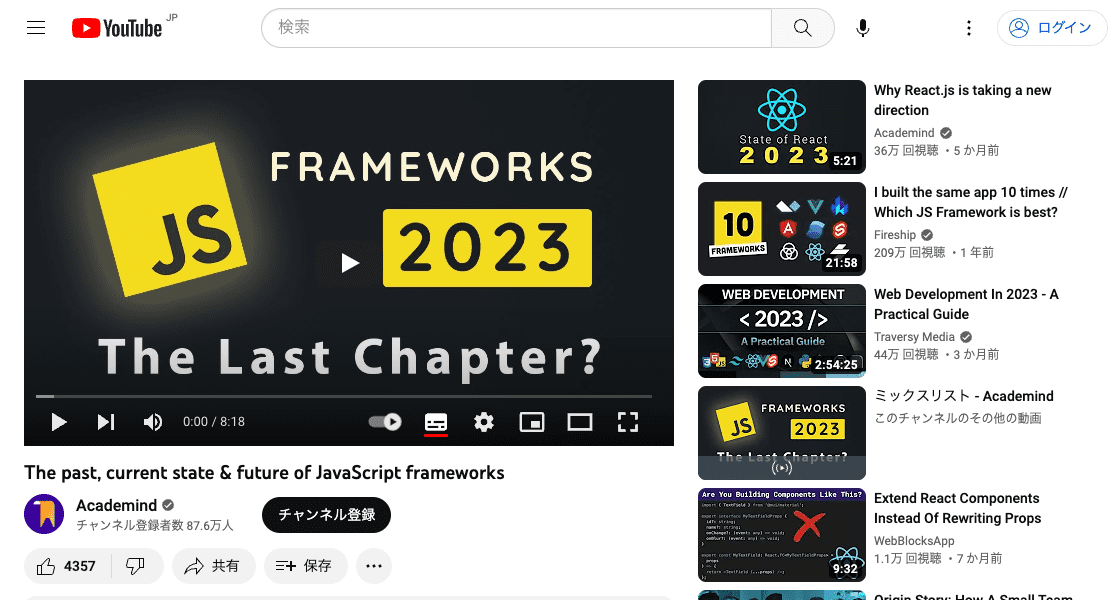 YouTube JP
検索
ログイン
JS
FRAMEWORKS
2023
The Last Chapter?
0:00 / 8:18
The past, current state & future of JavaScript frameworks
Academind
チャンネル登録者数 87.6万人
チャンネル登録
4357
共有
保存
State of React
2023
5:21
Why React.js is taking a new
direction
Academind
36万 回視聴 ・5 か月前
10
FRAMEWORKS
21:58
I built the same app 10 times //
Which JS Framework is best?
Fireship
209万 回視聴 ・1 年前
WEB DEVELOPMENT
< 2023 />
A Practical Guide
2:54:25
Web Development In 2023 - A
Practical Guide
Traversy Media
44万 回視聴 ・3 か月前
JS
FRAMEWORKS
2023
The Last Chapter?
ミックスリスト - Academind
このチャンネルのその他の動画
Are You Building Components Like This?
9:32
Extend React Components
Instead Of Rewriting Props
WebBlocksApp
1.1万 回視聴 ・7 か月前
Origin Story: How A Small Team